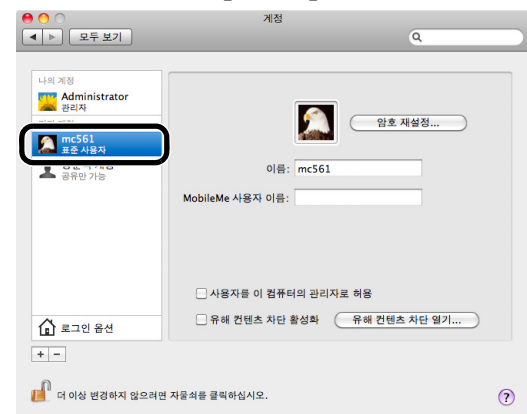 계정
모두 보기
나의 계정
Administrator
관리자
mc561
표준 사용자
공유만 가능
암호 재설정...
이름: mc561
MobileMe 사용자 이름:
사용자를 이 컴퓨터의 관리자로 허용
유해 컨텐츠 차단 활성화 유해 컨텐츠 차단 열기...
로그인 옵션
+ −
더 이상 변경하지 않으려면 자물쇠를 클릭하십시오.
?